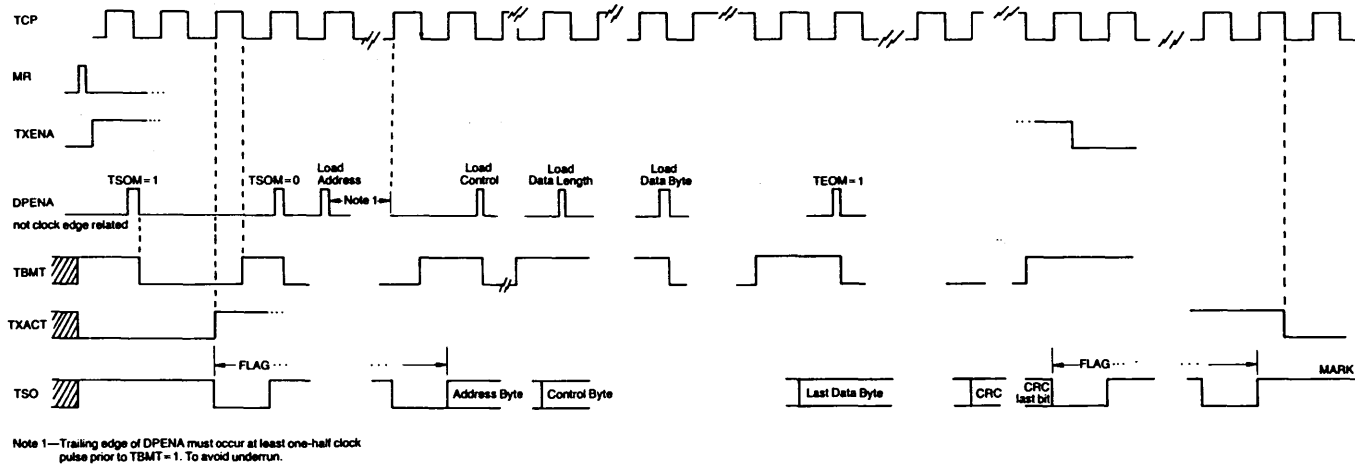 TCP
MR
TXENA
TSOM = 1
TSOM = 0
Load
Address
Note 1
Load
Control
Load
Data Length
Load
Data Byte
TEOM = 1
DPENA
not clock edge related
TBMT
TXACT
FLAG
FLAG
MARK
TSO
Address Byte
Control Byte
Last Data Byte
CRC
CRC
last bit
Note 1—Trailing edge of DPENA must occur at least one-half clock
pulse prior to TBMT = 1. To avoid underrun.